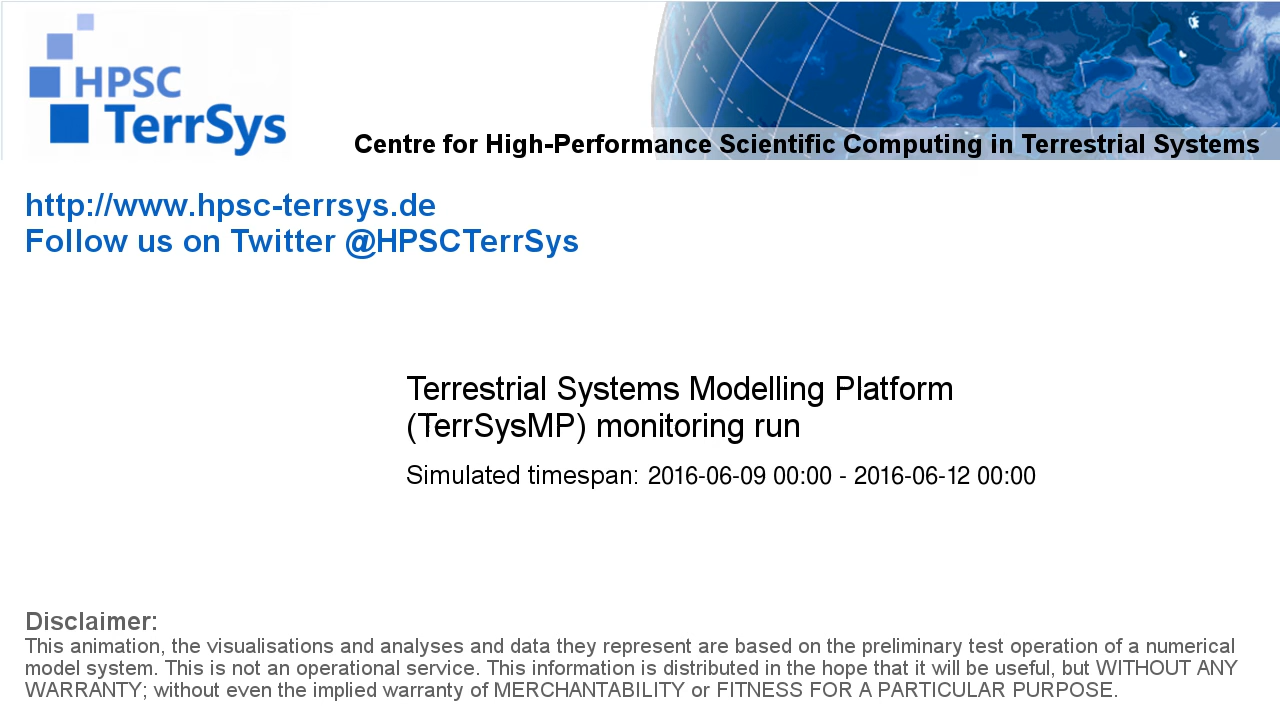 HPSC
TerrSys
Centre for High-Performance Scientific Computing in Terrestrial Systems
http://www.hpsc-terrsys.de
Follow us on Twitter @HPSCTerrSys
Terrestrial Systems Modelling Platform
(TerrSysMP) monitoring run
Simulated timespan: 2016-06-09 00:00 - 2016-06-12 00:00
Disclaimer:
This animation, the visualisations and analyses and data they represent are based on the preliminary test operation of a numerical
model system. This is not an operational service. This information is distributed in the hope that it will be useful, but WITHOUT ANY
WARRANTY; without even the implied warranty of MERCHANTABILITY or FITNESS FOR A PARTICULAR PURPOSE.